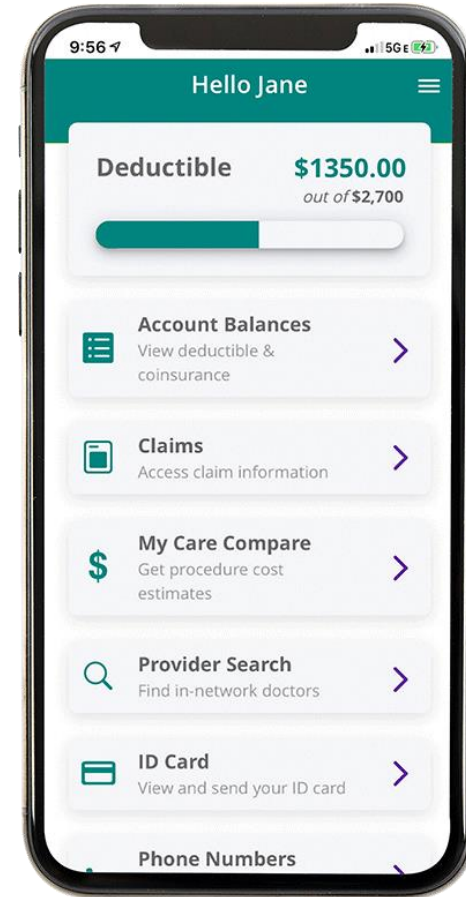 9:56
5GE
Hello Jane
Deductible
$1350.00
out of $2,700
Account Balances
View deductible &
coinsurance
Claims
Access claim information
My Care Compare
Get procedure cost
estimates
Provider Search
Find in-network doctors
ID Card
View and send your ID card
Phone Numbers